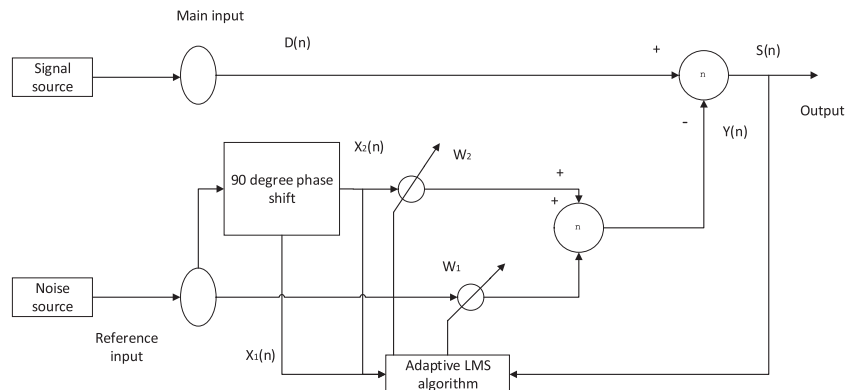 Main input
D(n)
+
S(n)
Signal
source
n
Output
-
Y(n)
X2(n)
W2
90 degree phase
shift
+
+
n
W1
Noise
source
Reference
input
X1(n)
Adaptive LMS
algorithm